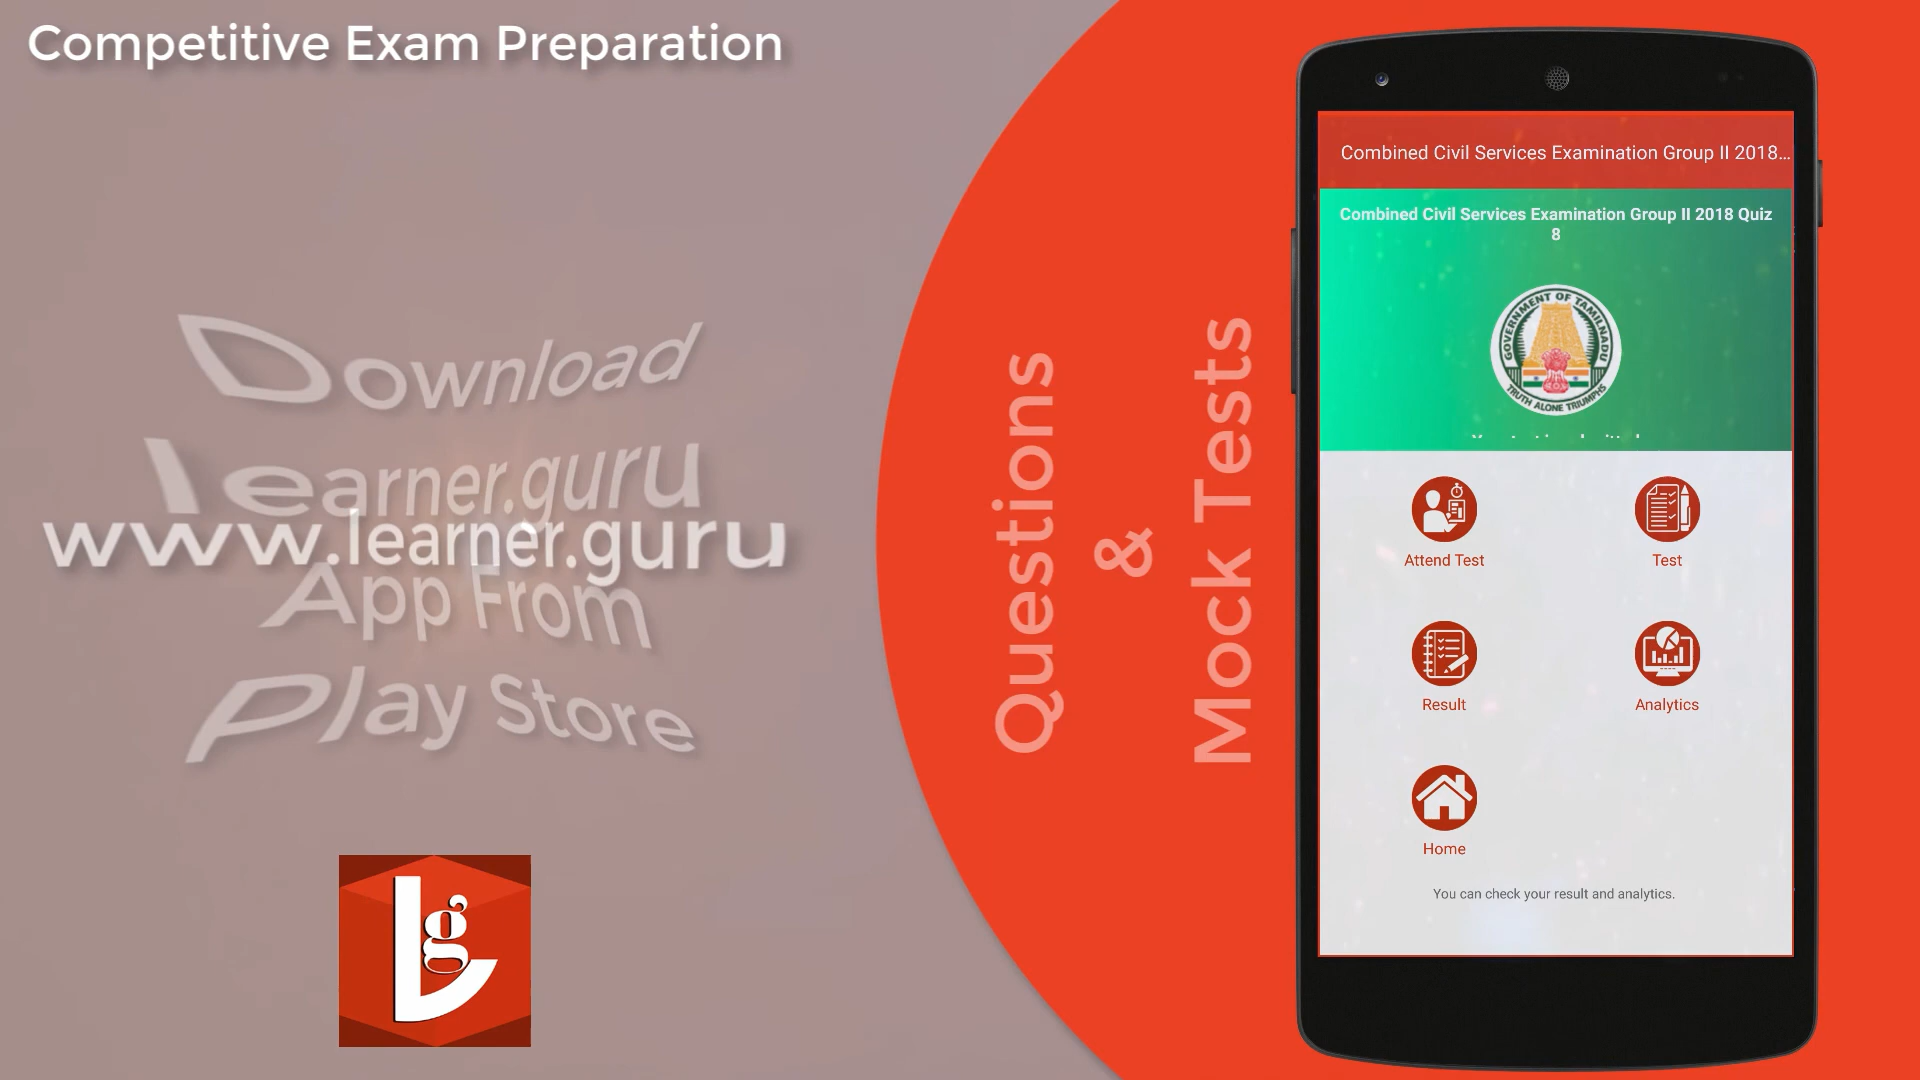 Competitive Exam Preparation
Download
learner.guru
www.learner.guru
App From
Play Store
lg
Questions
&
Mock Tests
Combined Civil Services Examination Group II 2018...
Combined Civil Services Examination Group II 2018 Quiz
8
GOVERNMENT OF TAMILNADU
TRUTH ALONE TRIUMPHS
Attend Test
Test
Result
Analytics
Home
You can check your result and analytics.